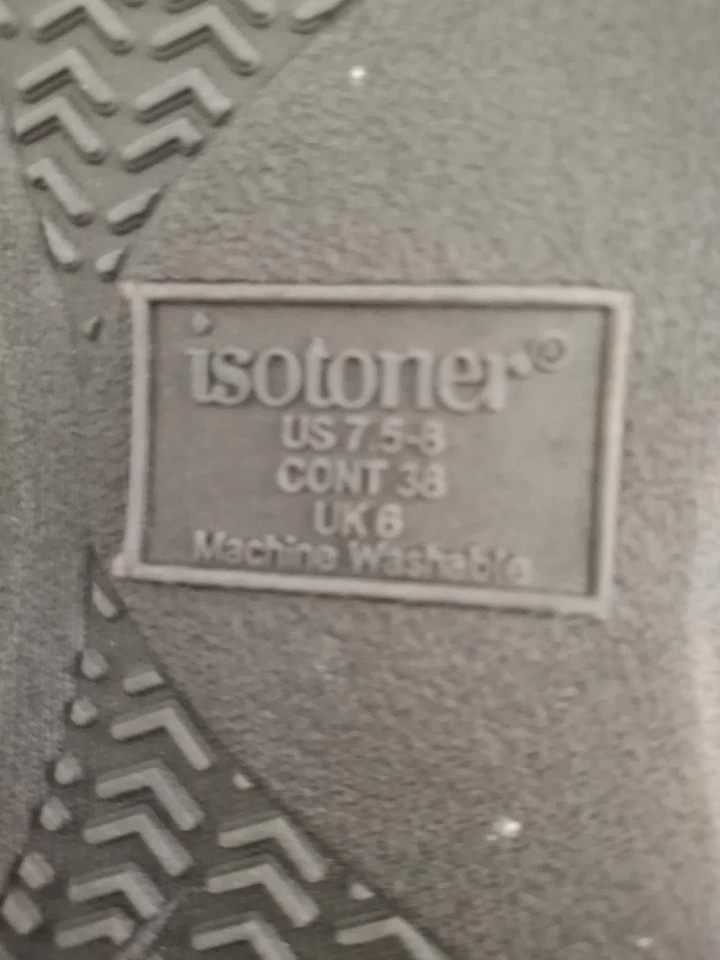 isotoner®
US 7.5-8
CONT 38
UK 6
Machine Washable